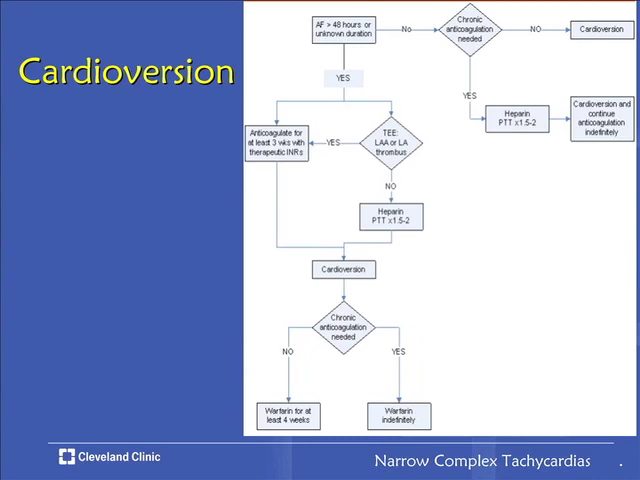 Cardioversion
AF > 48 hours or
unknown duration
No
Chronic
anticoagulation
needed
NO
Cardioversion
YES
YES
Heparin
PTT x1.5-2
Cardioversion and
continue
anticoagulation
indefinitely
Anticoagulate for
at least 3 wks with
therapeutic INRs
YES
TEE:
LAA or LA
thrombus
NO
Heparin
PTT x1.5-2
Cardioversion
Chronic
anticoagulation
needed
NO
YES
Warfarin for at
least 4 weeks
Warfarin
indefinitely
Cleveland Clinic
Narrow Complex Tachycardias .